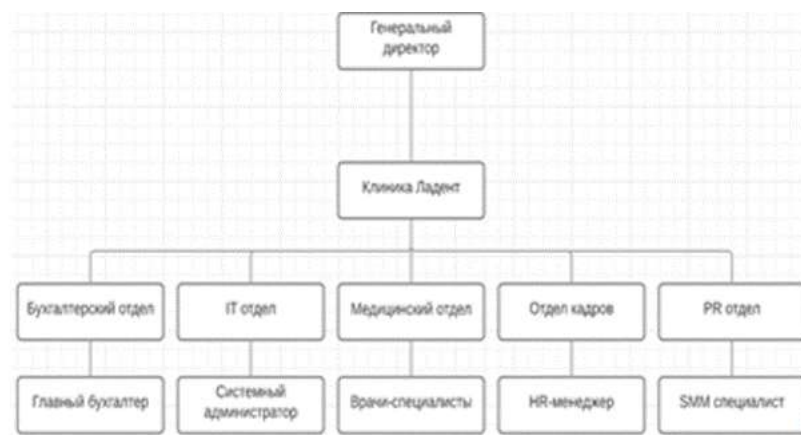 Генеральный
директор
Клиника Ладент
Бухгалтерский отдел
IT отдел
Медицинский отдел
Отдел кадров
PR отдел
Главный бухгалтер
Системный
администратор
Врачи-специалисты
HR-менеджер
SMM специалист